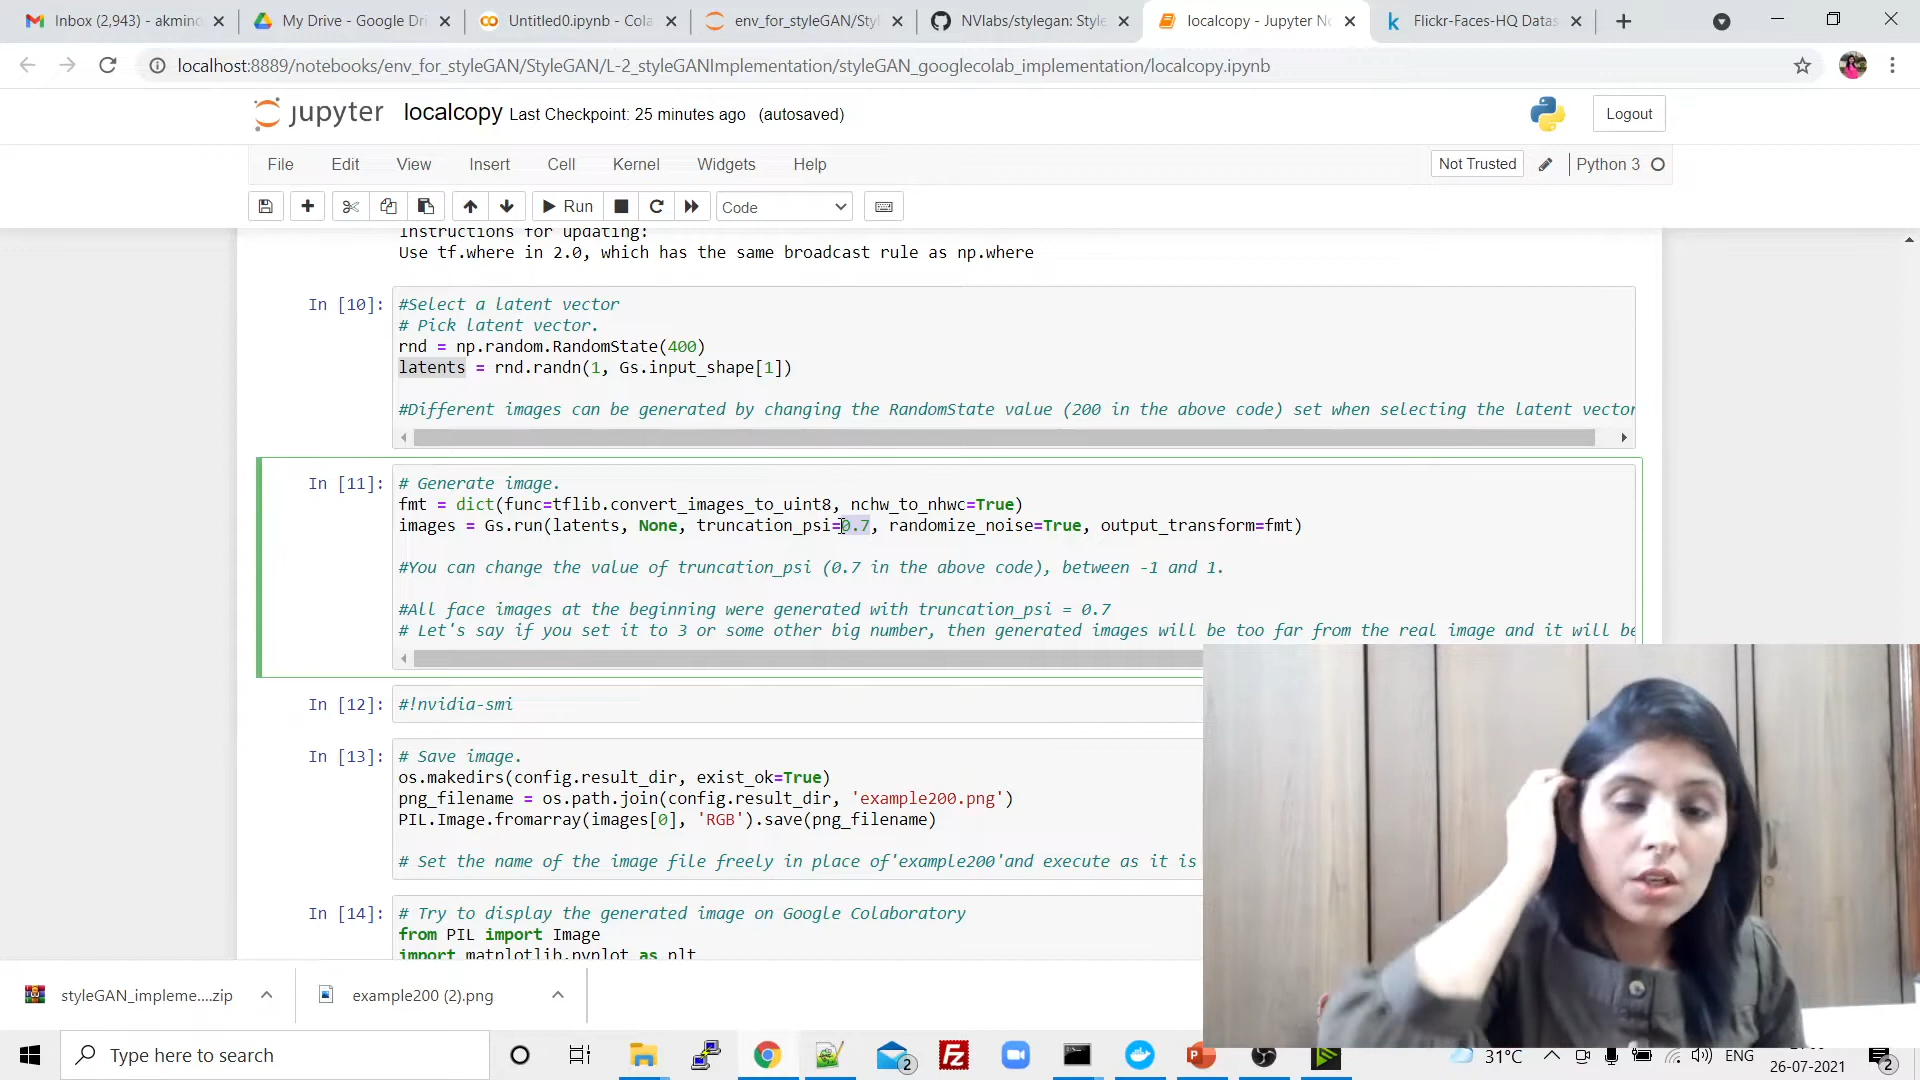 Inbox (2,943) - akmino
My Drive - Google Dri
Untitled0.ipynb - Cola
env_for_styleGAN/Styl
NVlabs/stylegan: Style
localcopy - Jupyter No
Flickr-Faces-HQ Datas
localhost:8889/notebooks/env_for_styleGAN/StyleGAN/L-2_styleGANImplementation/styleGAN_googlecolab_implementation/localcopy.ipynb
jupyter localcopy Last Checkpoint: 25 minutes ago (autosaved)
Logout
File Edit View Insert Cell Kernel Widgets Help
Not Trusted Python 3
Run Code
Instructions for updating:
Use tf.where in 2.0, which has the same broadcast rule as np.where
In [10]: #Select a latent vector
# Pick latent vector.
rnd = np.random.RandomState(400)
latents = rnd.randn(1, Gs.input_shape[1])
#Different images can be generated by changing the RandomState value (200 in the above code) set when selecting the latent vector
In [11]: # Generate image.
fmt = dict(func=tflib.convert_images_to_uint8, nchw_to_nhwc=True)
images = Gs.run(latents, None, truncation_psi=0.7, randomize_noise=True, output_transform=fmt)
#You can change the value of truncation_psi (0.7 in the above code), between -1 and 1.
#All face images at the beginning were generated with truncation_psi = 0.7
# Let's say if you set it to 3 or some other big number, then generated images will be too far from the real image and it will be
In [12]: #!nvidia-smi
In [13]: # Save image.
os.makedirs(config.result_dir, exist_ok=True)
png_filename = os.path.join(config.result_dir, 'example200.png')
PIL.Image.fromarray(images[0], 'RGB').save(png_filename)
# Set the name of the image file freely in place of'example200'and execute as it is
In [14]: # Try to display the generated image on Google Colaboratory
from PIL import Image
import matplotlib.pyplot as plt
styleGAN_impleme....zip
example200 (2).png
Type here to search
2
31°C
ENG
26-07-2021
2